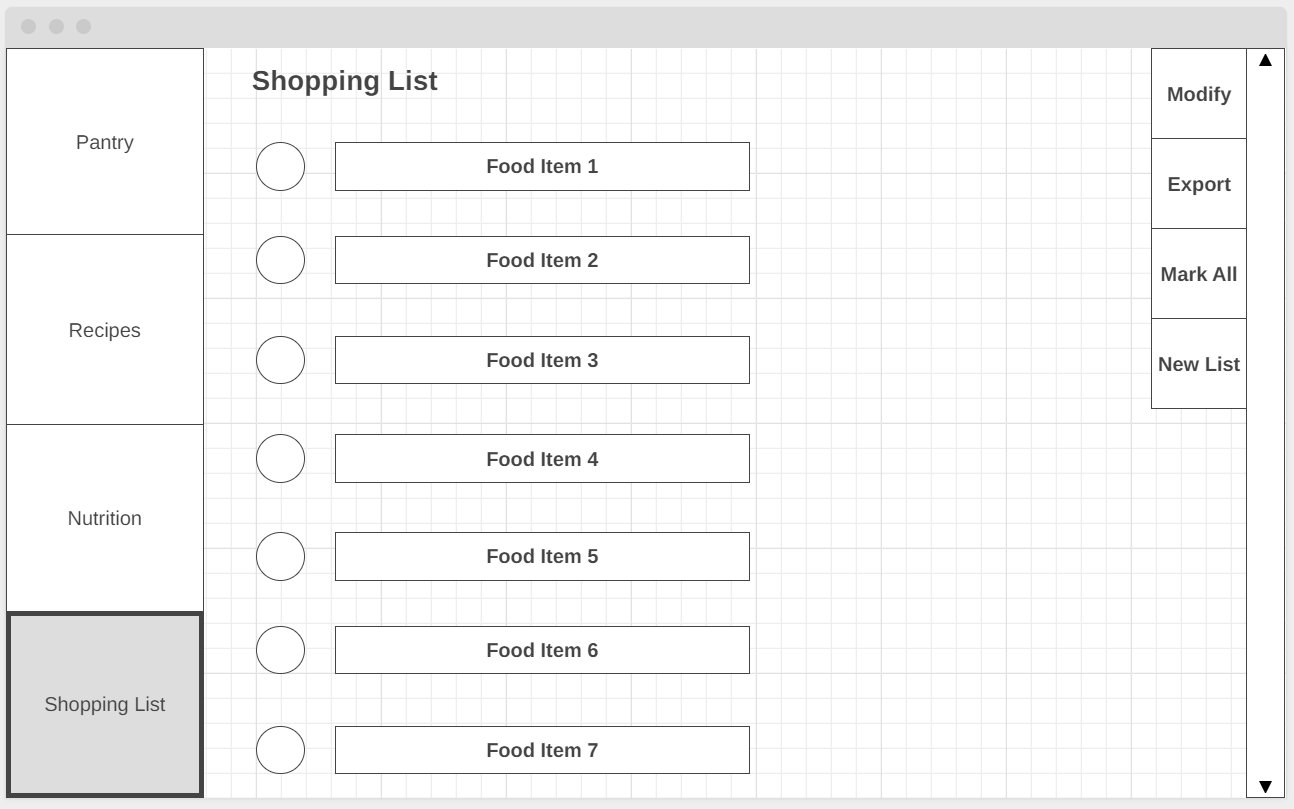 Pantry
Recipes
Nutrition
Shopping List
Shopping List
Food Item 1
Food Item 2
Food Item 3
Food Item 4
Food Item 5
Food Item 6
Food Item 7
Modify
Export
Mark All
New List
▲
▼